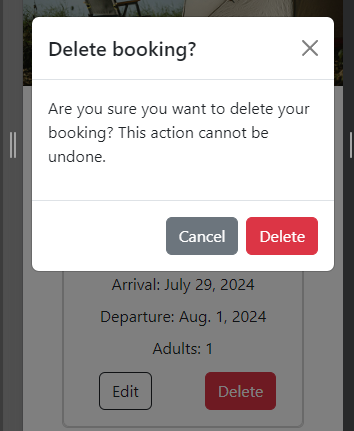 Delete booking?
Are you sure you want to delete your
booking? This action cannot be
undone.
Cancel Delete
Arrival: July 29, 2024
Departure: Aug. 1, 2024
Adults: 1
Edit Delete